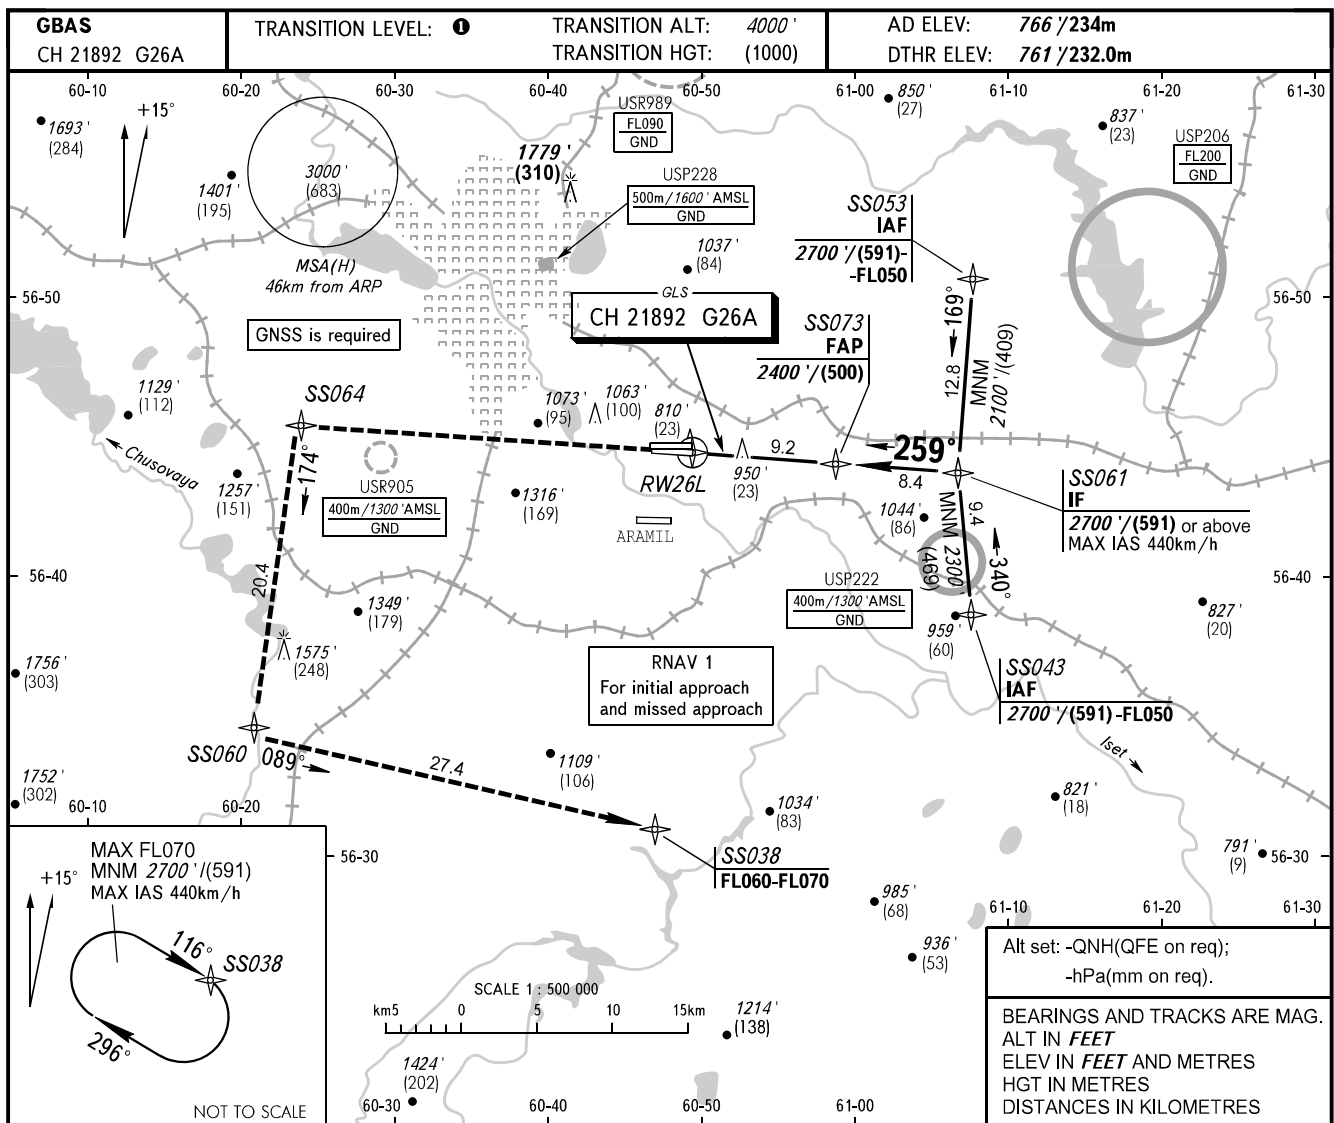 GBAS
CH 21892 G26A
TRANSITION LEVEL: ❶
TRANSITION ALT: 4000'
TRANSITION HGT: (1000)
AD ELEV: 766'/234m
DTHR ELEV: 761'/232.0m
60-10
60-20
60-30
60-40
60-50
61-00
61-10
61-20
61-30
+15°
1693'
(284)
1401'
(195)
3000'
(683)
MSA(H)
46km from ARP
GNSS is required
1779'
(310)
USR989
FL090
GND
USP228
500m/1600' AMSL
GND
850'
(27)
837'
(23)
USP206
FL200
GND
SS053
IAF
2700'/(591)-
-FL050
1037'
(84)
56-50
56-50
GLS
CH 21892 G26A
SS073
FAP
2400'/(500)
169°
12.8
MNM
2100'/(409)
1129'
(112)
SS064
1073'
(95)
1063'
(100)
810'
(23)
9.2
259°
8.4
Chusovaya
174°
1257'
(151)
USR905
400m/1300'AMSL
GND
1316'
(169)
RW26L
950'
(23)
ARAMIL
1044'
(86)
SS061
IF
2700'/(591) or above
MAX IAS 440km/h
9.4
MNM 2300'
(469)
340°
56-40
56-40
20.4
1349'
(179)
USP222
400m/1300'AMSL
GND
827'
(20)
959'
(60)
1575'
(248)
1756'
(303)
RNAV 1
For initial approach
and missed approach
SS043
IAF
2700'/(591)-FL050
SS060
089°
27.4
1109'
(106)
Iset
1752'
(302)
60-10
60-20
1034'
(83)
821'
(18)
791'
(9)
56-30
56-30
SS038
FL060-FL070
MAX FL070
MNM 2700'/(591)
MAX IAS 440km/h
+15°
116°
SS038
296°
NOT TO SCALE
985'
(68)
936'
(53)
61-10
61-20
61-30
SCALE 1 : 500 000
km5
0
5
10
15km
1214'
(138)
1424'
(202)
60-30
60-40
60-50
61-00
Alt set: -QNH(QFE on req);
-hPa(mm on req).
BEARINGS AND TRACKS ARE MAG.
ALT IN FEET
ELEV IN FEET AND METRES
HGT IN METRES
DISTANCES IN KILOMETRES